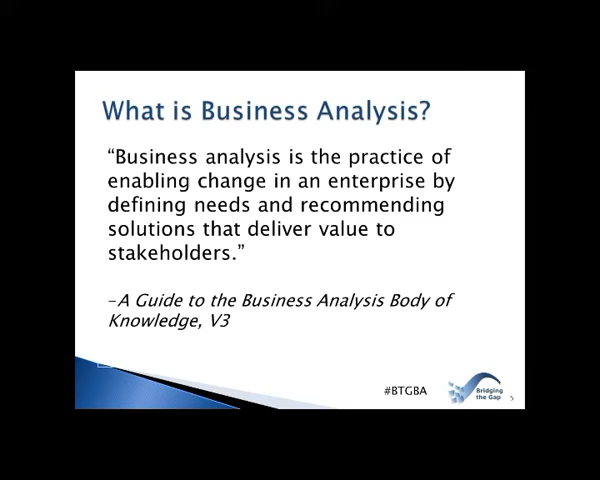 What is Business Analysis?
“Business analysis is the practice of
enabling change in an enterprise by
defining needs and recommending
solutions that deliver value to
stakeholders.”
-A Guide to the Business Analysis Body of
Knowledge, V3
#BTGBA
Bridging
the Gap
5